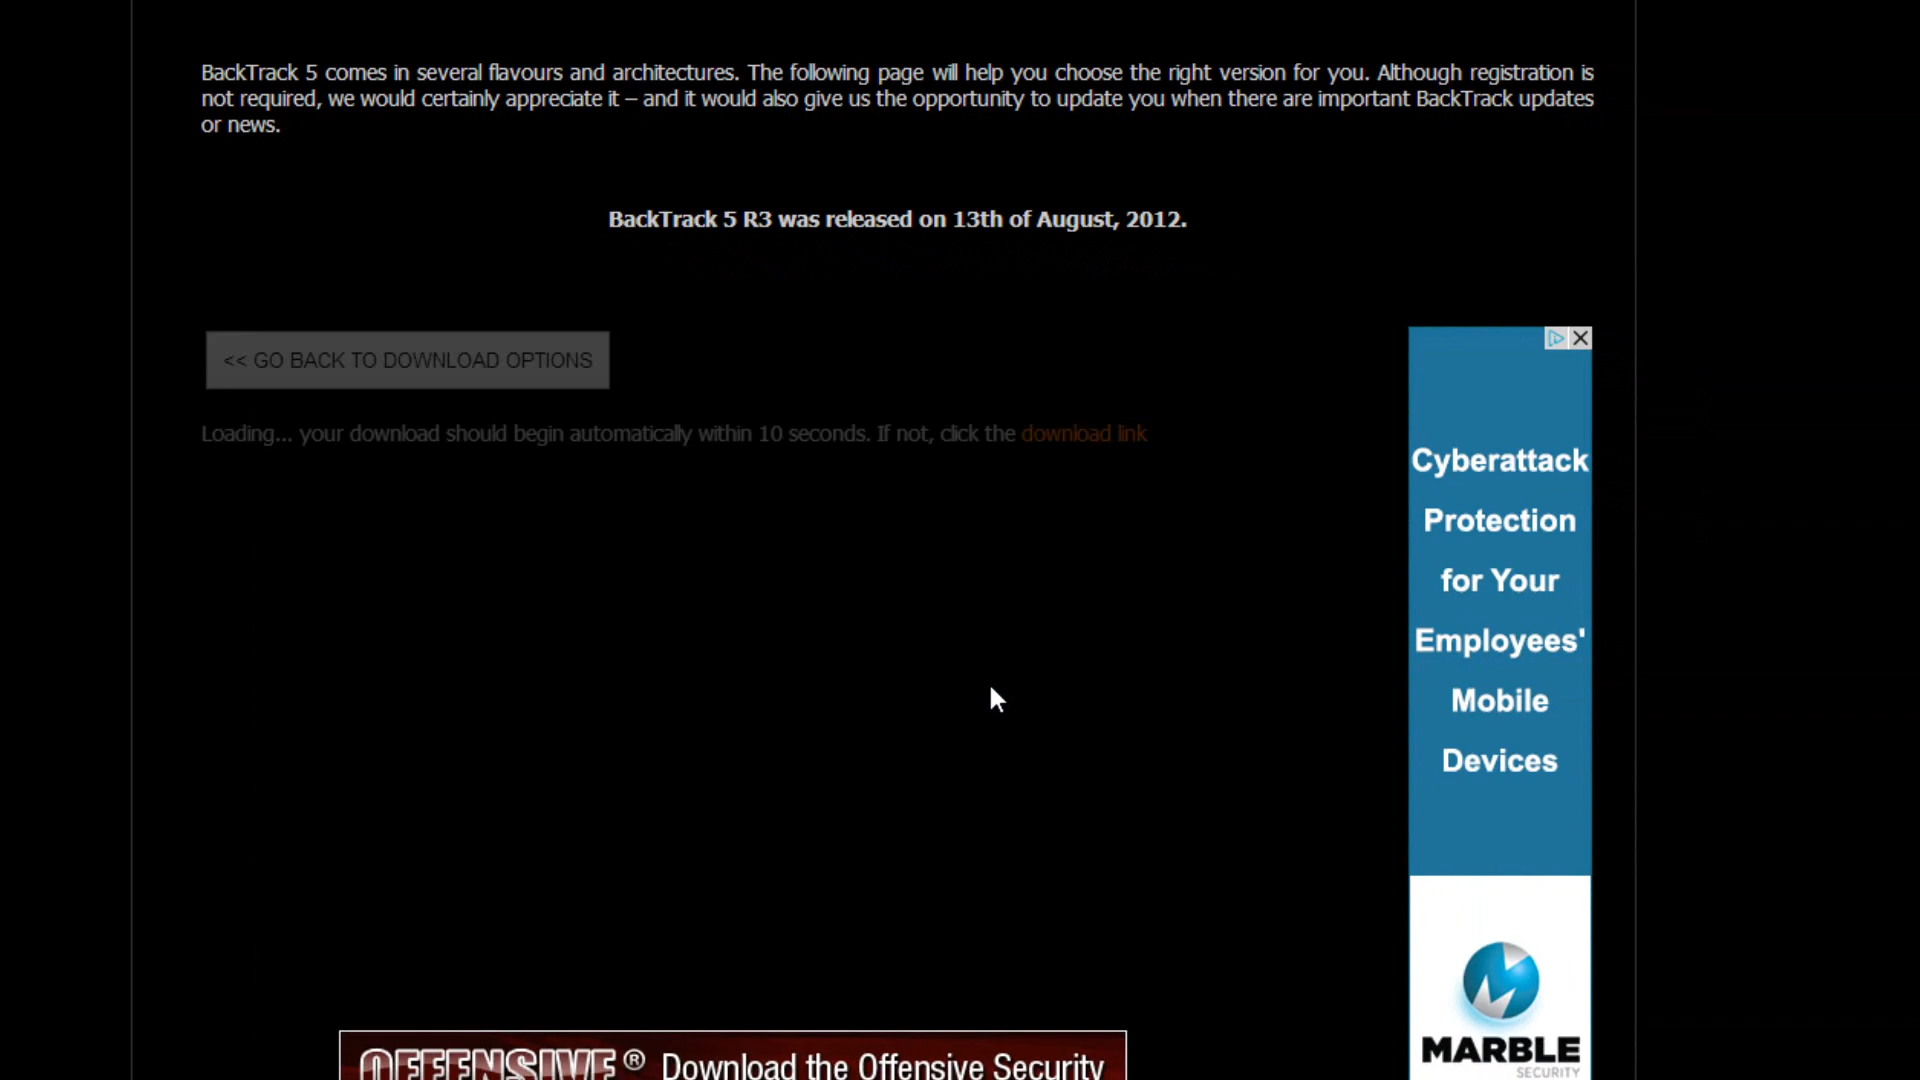 BackTrack 5 comes in several flavours and architectures. The following page will help you choose the right version for you. Although registration is
not required, we would certainly appreciate it – and it would also give us the opportunity to update you when there are important BackTrack updates
or news.
BackTrack 5 R3 was released on 13th of August, 2012.
<< GO BACK TO DOWNLOAD OPTIONS
Loading... your download should begin automatically within 10 seconds. If not, click the download link
Cyberattack
Protection
for Your
Employees'
Mobile
Devices
MARBLE
SECURITY
OFFENSIVE® Download the Offensive Security